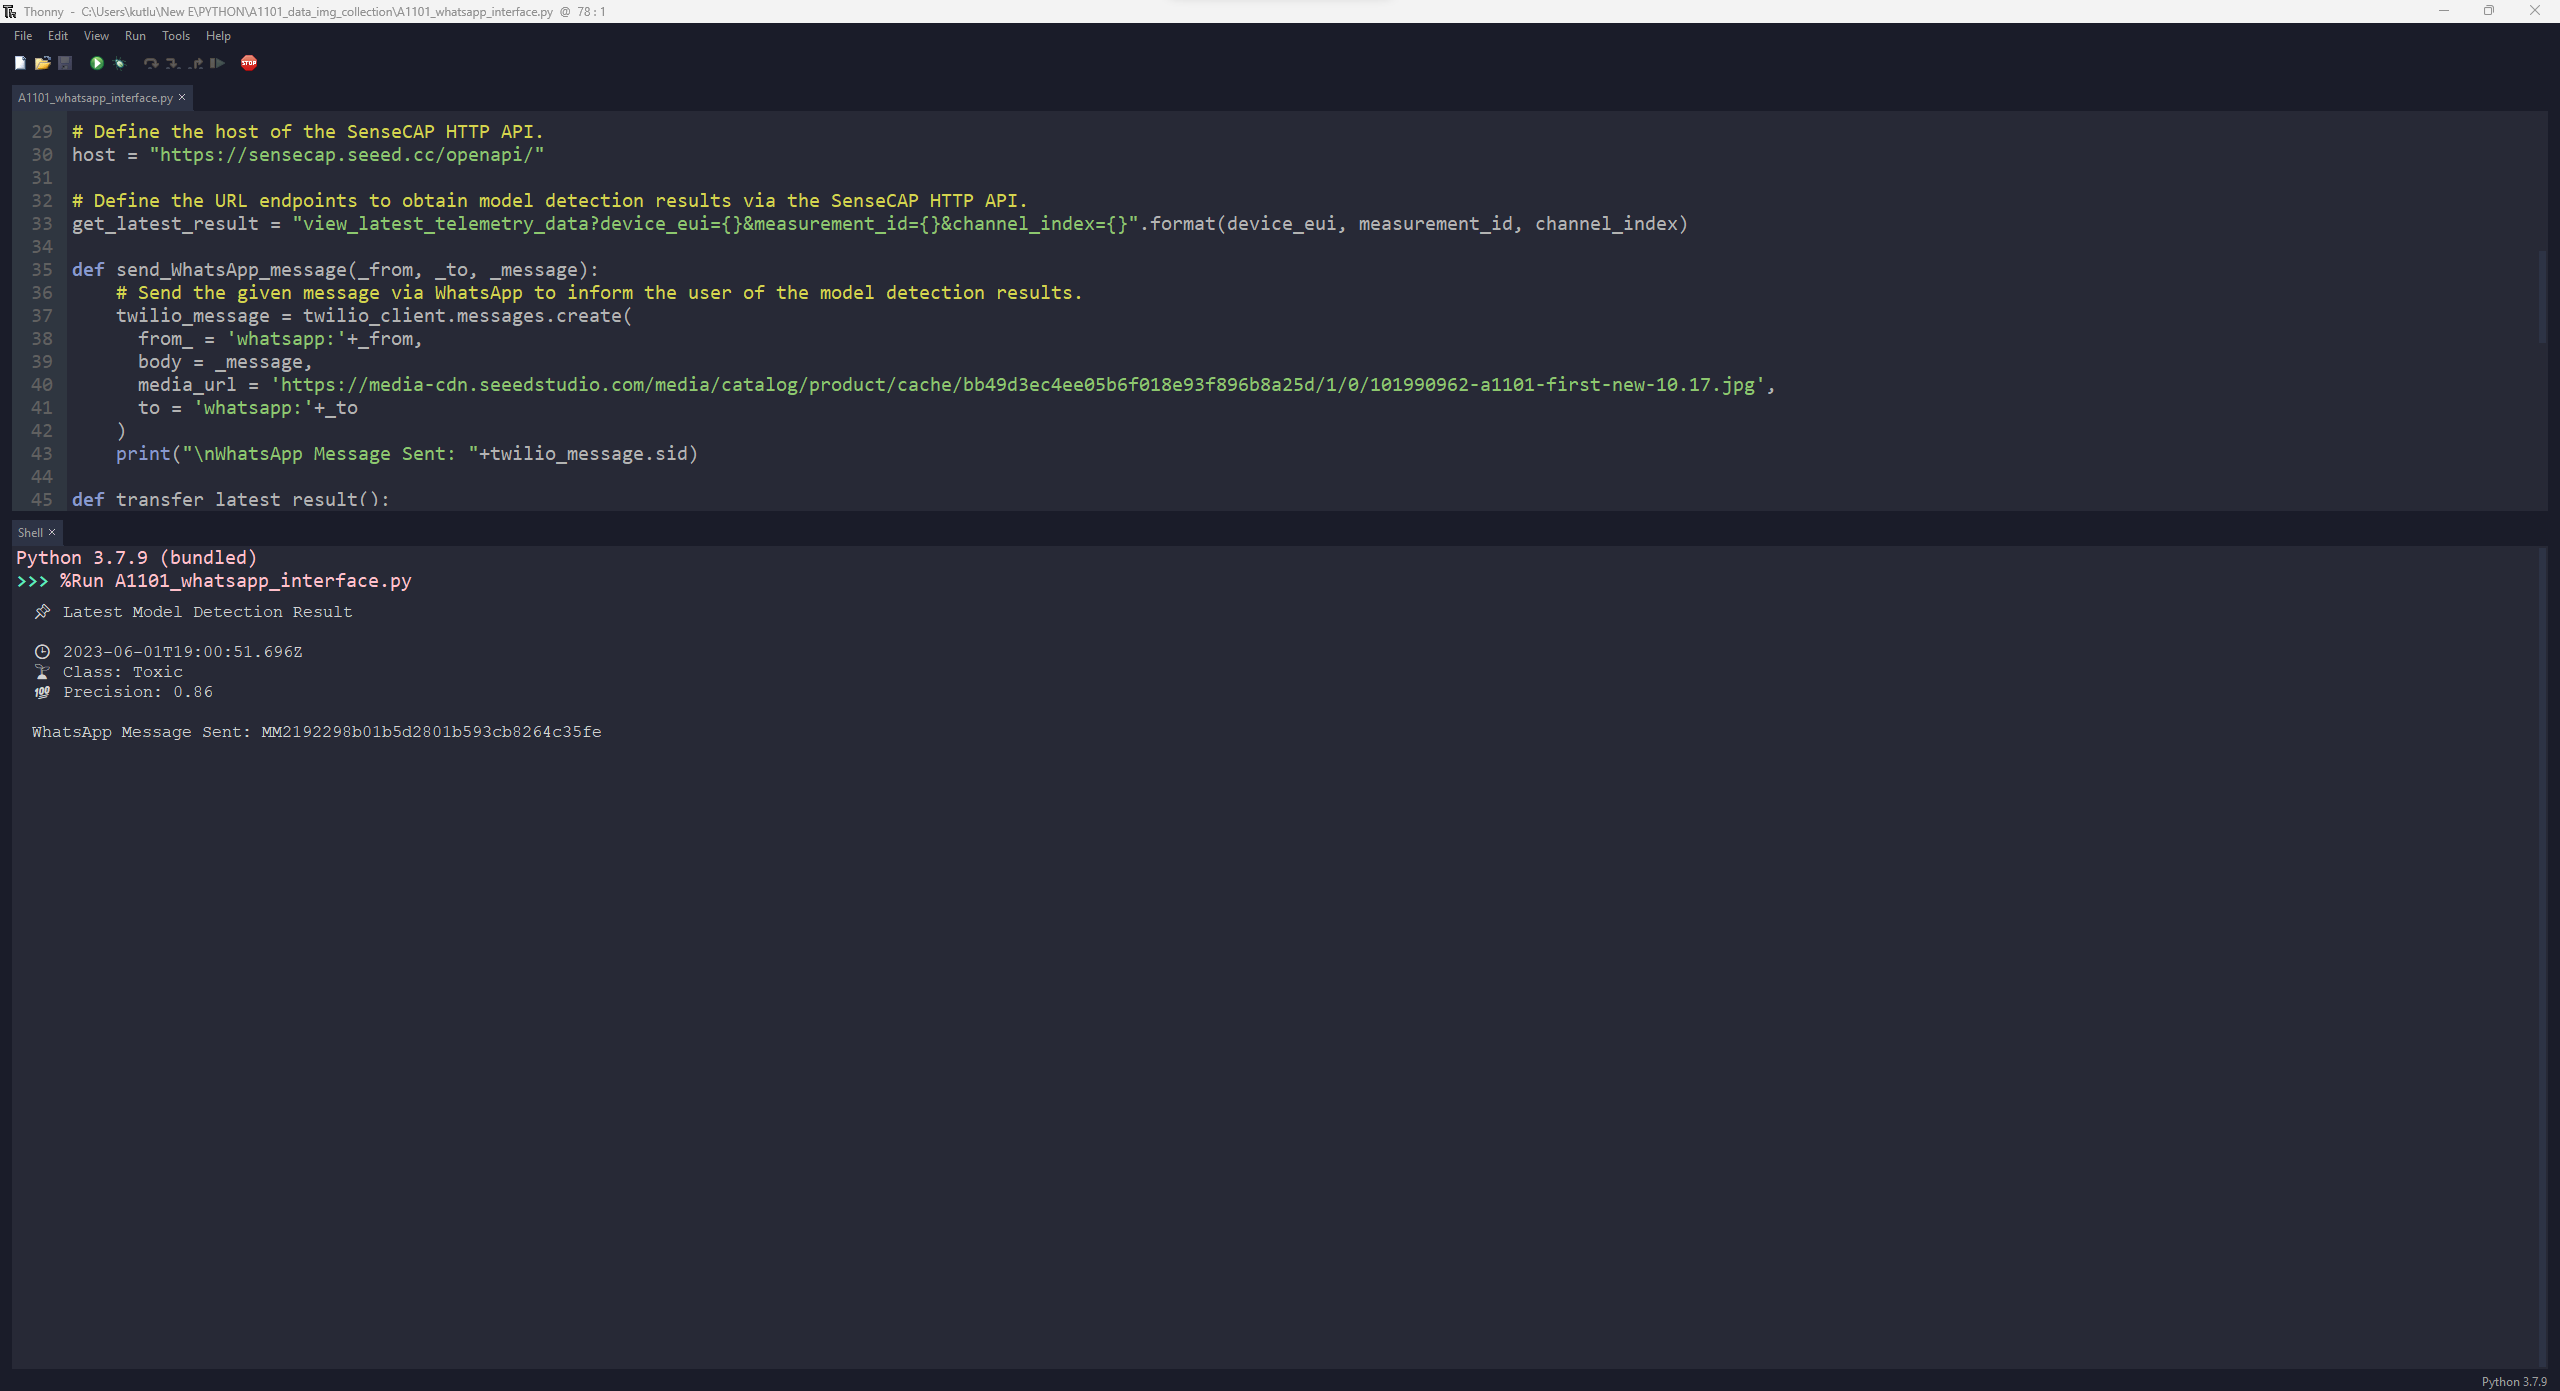 Thonny - C:\Users\kutlu\New E\PYTHON\A1101_data_img_collection\A1101_whatsapp_interface.py @ 78 : 1
File Edit View Run Tools Help
STOP
A1101_whatsapp_interface.py ×
29 # Define the host of the SenseCAP HTTP API.
30 host = "https://sensecap.seeed.cc/openapi/"
31
32 # Define the URL endpoints to obtain model detection results via the SenseCAP HTTP API.
33 get_latest_result = "view_latest_telemetry_data?device_eui={}&measurement_id={}&channel_index={}".format(device_eui, measurement_id, channel_index)
34
35 def send_WhatsApp_message(_from, _to, _message):
36     # Send the given message via WhatsApp to inform the user of the model detection results.
37     twilio_message = twilio_client.messages.create(
38       from_ = 'whatsapp:'+_from,
39       body = _message,
40       media_url = 'https://media-cdn.seeedstudio.com/media/catalog/product/cache/bb49d3ec4ee05b6f018e93f896b8a25d/1/0/101990962-a1101-first-new-10.17.jpg',
41       to = 'whatsapp:'+_to
42     )
43     print("\nWhatsApp Message Sent: "+twilio_message.sid)
44
45 def transfer_latest_result():
Shell ×
Python 3.7.9 (bundled)
>>> %Run A1101_whatsapp_interface.py
📌 Latest Model Detection Result
🕒 2023-06-01T19:00:51.696Z
Class: Toxic
💯 Precision: 0.86
WhatsApp Message Sent: MM2192298b01b5d2801b593cb8264c35fe
Python 3.7.9